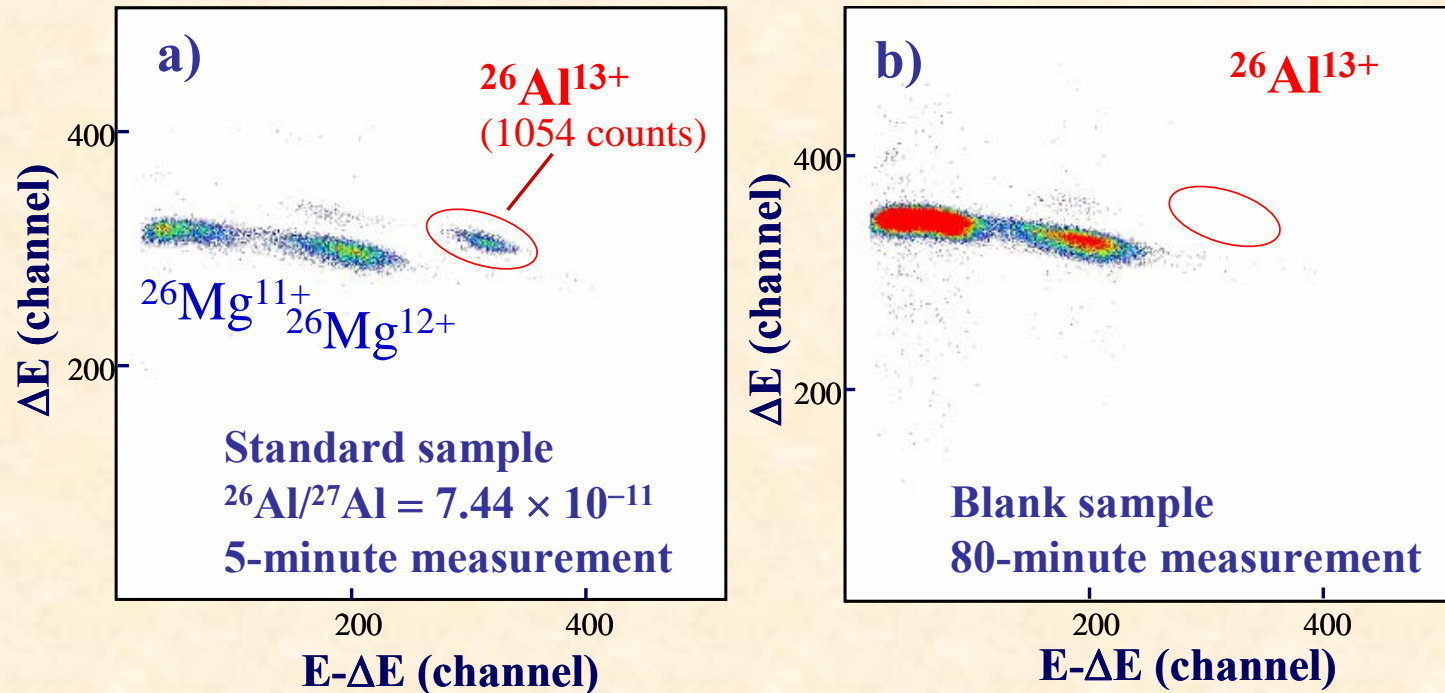 a)
²⁶Al¹³⁺
(1054 counts)
400
200
ΔE (channel)
²⁶Mg¹¹⁺
²⁶Mg¹²⁺
Standard sample
²⁶Al/²⁷Al = 7.44 × 10⁻¹¹
5-minute measurement
200
400
E-ΔE (channel)
b)
²⁶Al¹³⁺
400
200
ΔE (channel)
Blank sample
80-minute measurement
200
400
E-ΔE (channel)